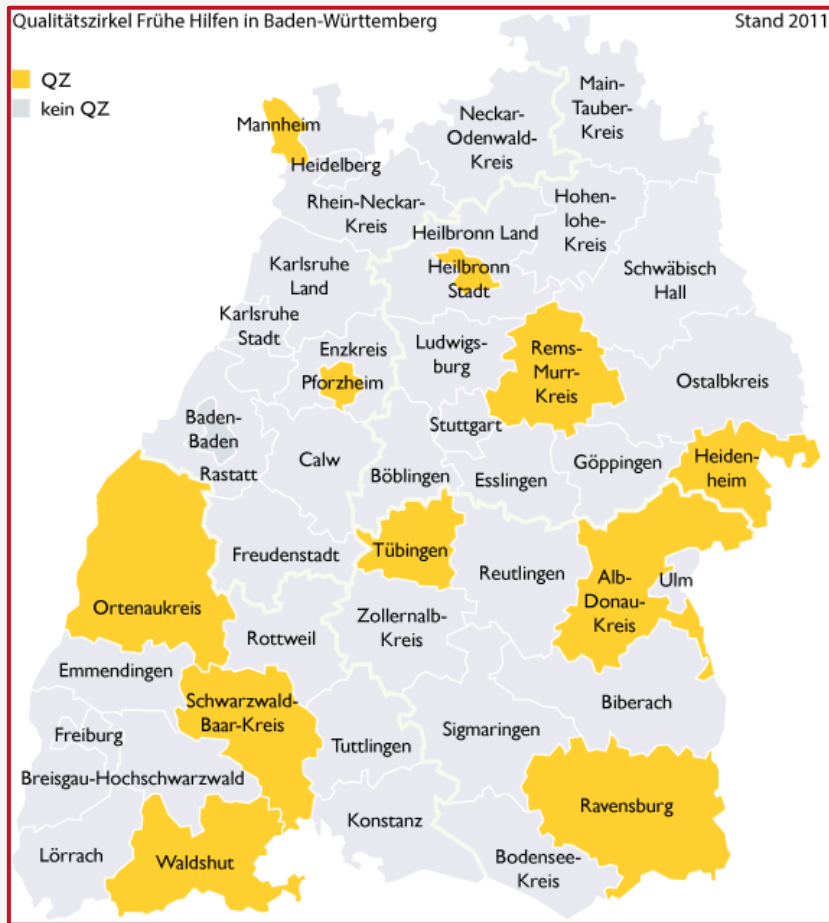 Qualitätszirkel Frühe Hilfen in Baden-Württemberg
Stand 2011
QZ
kein QZ
Main-
Tauber-
Kreis
Neckar-
Odenwald-
Kreis
Mannheim
Heidelberg
Rhein-Neckar-
Kreis
Hohen-
lohe-
Kreis
Heilbronn Land
Heilbronn
Stadt
Schwäbisch
Hall
Karlsruhe
Land
Karlsruhe
Stadt
Enzkreis
Pforzheim
Ludwigs-
burg
Rems-
Murr-
Kreis
Ostalbkreis
Baden-
Baden
Rastatt
Calw
Stuttgart
Böblingen
Esslingen
Göppingen
Heiden-
heim
Freudenstadt
Tübingen
Reutlingen
Alb-
Donau-
Kreis
Ulm
Ortenaukreis
Rottweil
Zollernalb-
Kreis
Emmendingen
Schwarzwald-
Baar-Kreis
Tuttlingen
Sigmaringen
Biberach
Freiburg
Breisgau-Hochschwarzwald
Konstanz
Ravensburg
Lörrach
Waldshut
Bodensee-
Kreis